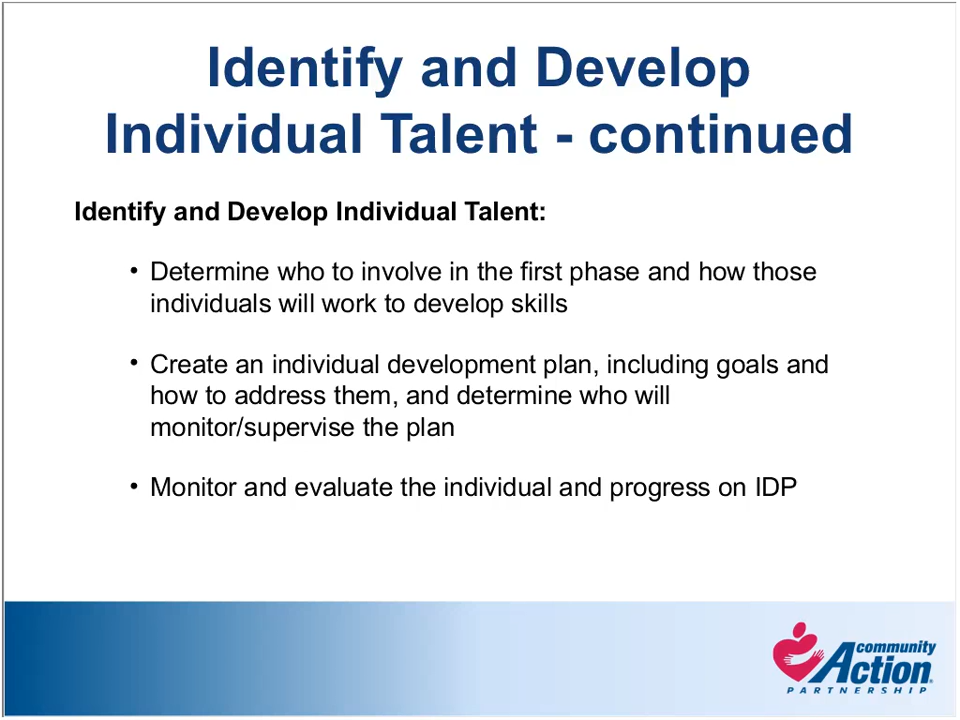 Identify and Develop
Individual Talent - continued
Identify and Develop Individual Talent:
• Determine who to involve in the first phase and how those
individuals will work to develop skills
• Create an individual development plan, including goals and
how to address them, and determine who will
monitor/supervise the plan
• Monitor and evaluate the individual and progress on IDP
community
Action®
PARTNERSHIP